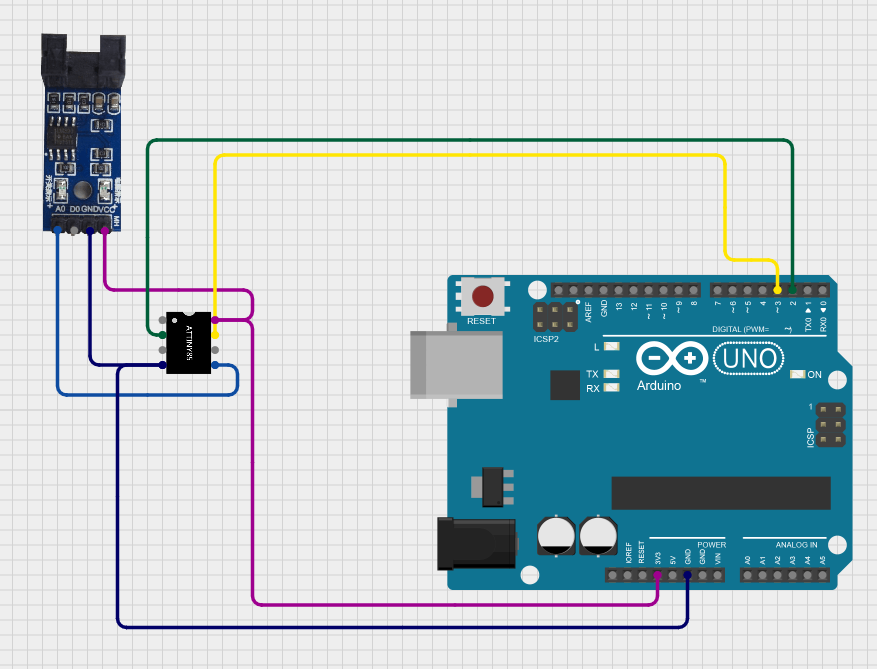 A0 D0 GND VCC
MH
ATTINY85
RESET
ICSP2
AREF
GND
13
12
~11
~10
~9
8
7
~6
~5
4
~3
2
TX0 ▶ 1
RX0 ◀ 0
DIGITAL (PWM=
L
TX
RX
UNO
Arduino
TM
ON
1
ICSP
POWER
ANALOG IN
IOREF
RESET
3V3
5V
GND
GND
VIN
A0
A1
A2
A3
A4
A5